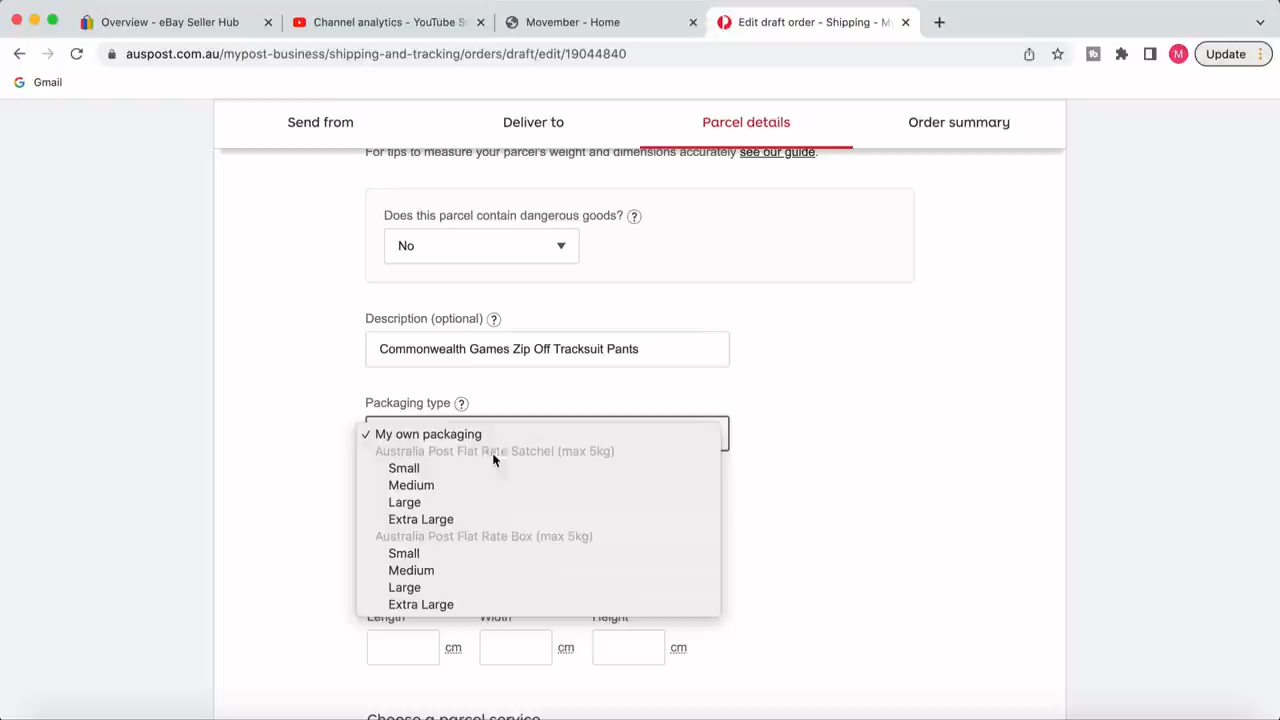 Overview - eBay Seller Hub
Channel analytics - YouTube S
Movember - Home
Edit draft order - Shipping - My
auspost.com.au/mypost-business/shipping-and-tracking/orders/draft/edit/19044840
tb
M
Update
Gmail
Send from
Deliver to
Parcel details
Order summary
For tips to measure your parcel's weight and dimensions accurately see our guide.
Does this parcel contain dangerous goods? ?
No
Description (optional) ?
Commonwealth Games Zip Off Tracksuit Pants
Packaging type ?
✓ My own packaging
Australia Post Flat Rate Satchel (max 5kg)
Small
Medium
Large
Extra Large
Australia Post Flat Rate Box (max 5kg)
Small
Medium
Large
Extra Large
Length Width Height
cm cm cm
Choose a parcel service